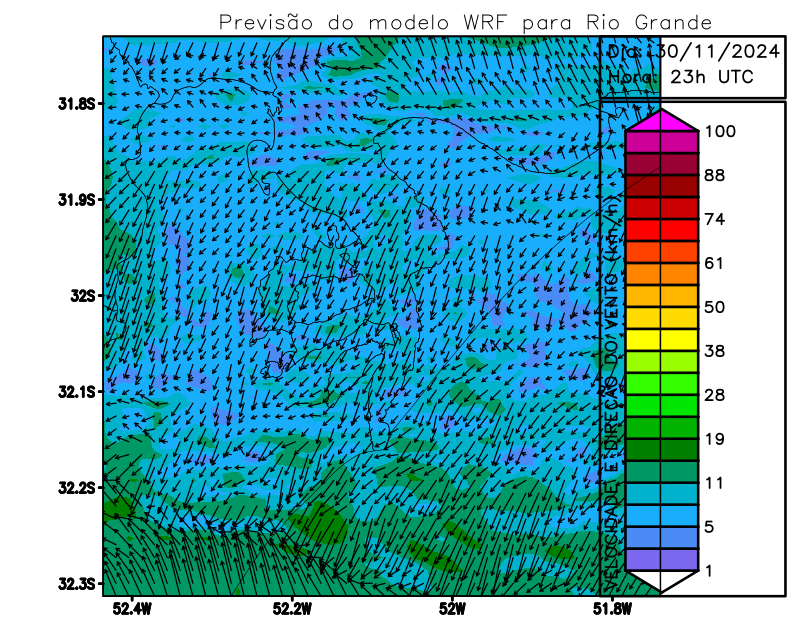 Previsão do modelo WRF para Rio Grande
Dia: 30/11/2024
Hora: 23h UTC
31.8S
31.9S
32S
32.1S
32.2S
32.3S
52.4W
52.2W
52W
51.8W
VELOCIDADE E DIREÇÃO DO VENTO (km/h)
100
88
74
61
50
38
28
19
11
5
1